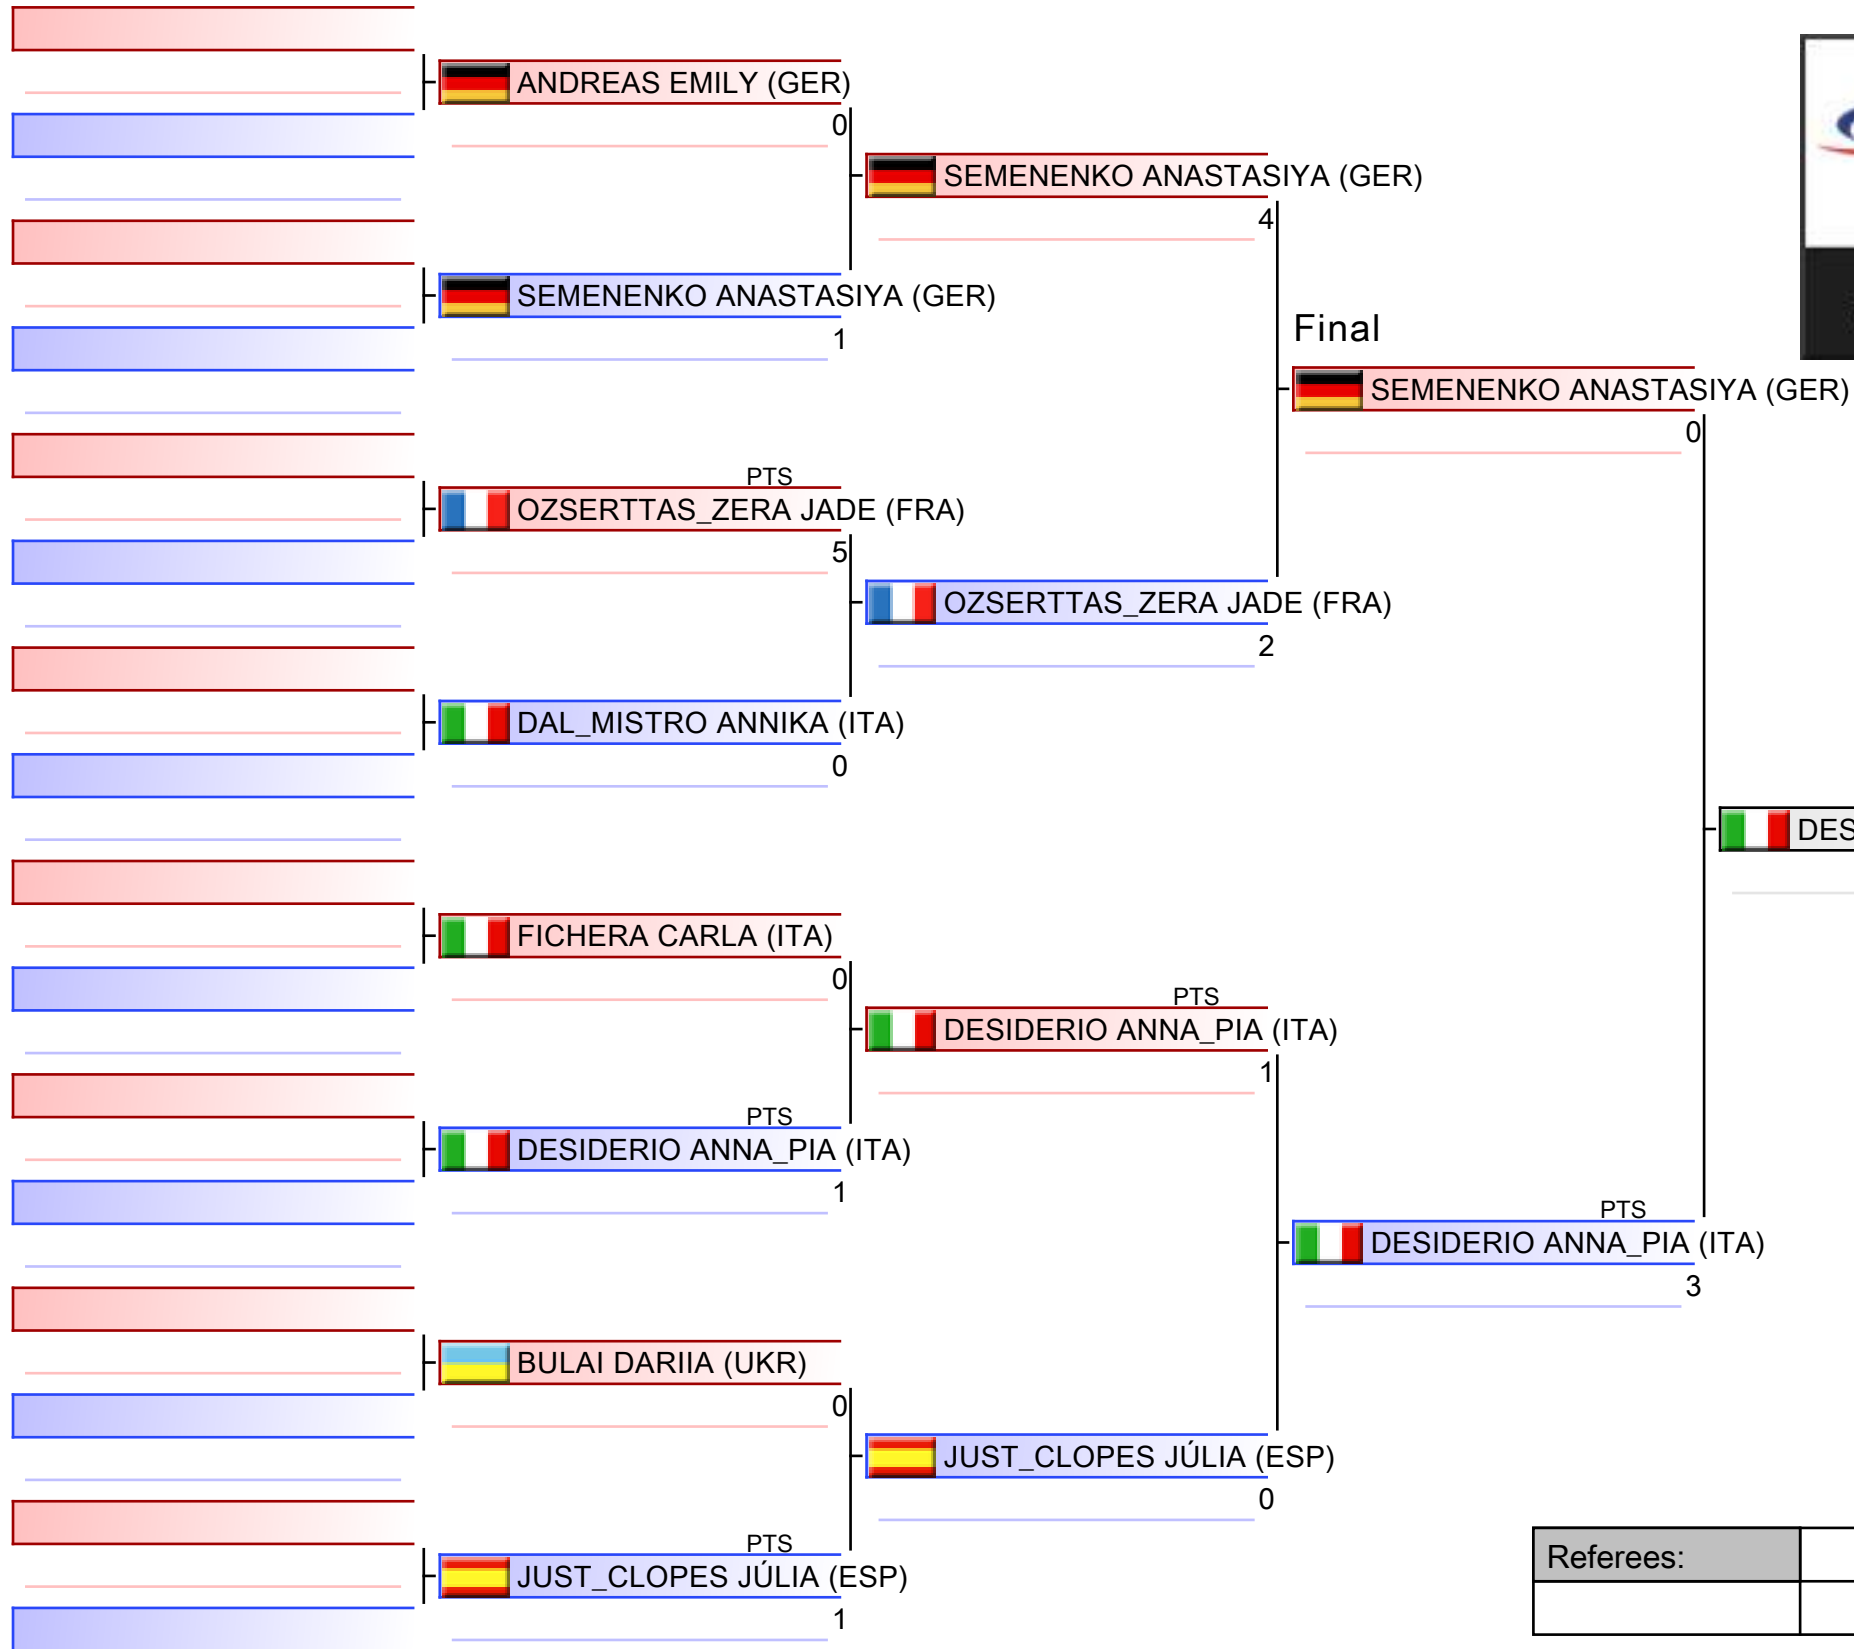 ANDREAS EMILY (GER)
0
SEMENENKO ANASTASIYA (GER)
4
SEMENENKO ANASTASIYA (GER)
1
Final
SEMENENKO ANASTASIYA (GER)
0
PTS
OZSERTTAS_ZERA JADE (FRA)
5
OZSERTTAS_ZERA JADE (FRA)
2
DAL_MISTRO ANNIKA (ITA)
0
DES
FICHERA CARLA (ITA)
0
PTS
DESIDERIO ANNA_PIA (ITA)
1
PTS
DESIDERIO ANNA_PIA (ITA)
1
PTS
DESIDERIO ANNA_PIA (ITA)
3
BULAI DARIIA (UKR)
0
JUST_CLOPES JÚLIA (ESP)
0
PTS
JUST_CLOPES JÚLIA (ESP)
1
Referees: